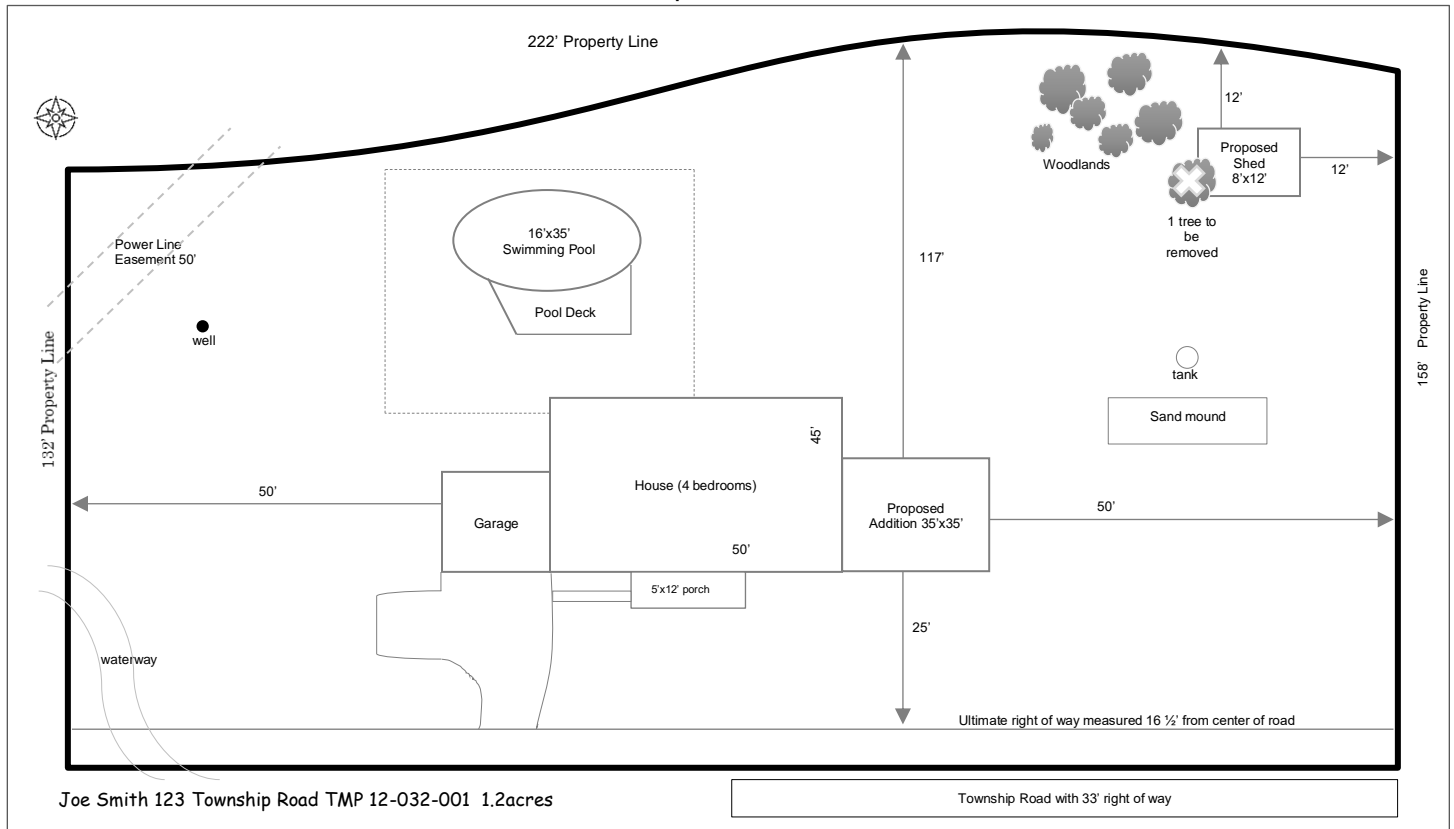 222’ Property Line
12’
Proposed
Shed
8’x12’
12’
Woodlands
1 tree to
be
removed
16’x35’
Swimming Pool
Pool Deck
Power Line
Easement 50’
117’
well
132’ Property Line
158’ Property Line
tank
Sand mound
45’
House (4 bedrooms)
50’
50’
Garage
Proposed
Addition 35’x35’
50’
5’x12’ porch
25’
waterway
Ultimate right of way measured 16 ½’ from center of road
Joe Smith 123 Township Road TMP 12-032-001 1.2acres
Township Road with 33’ right of way